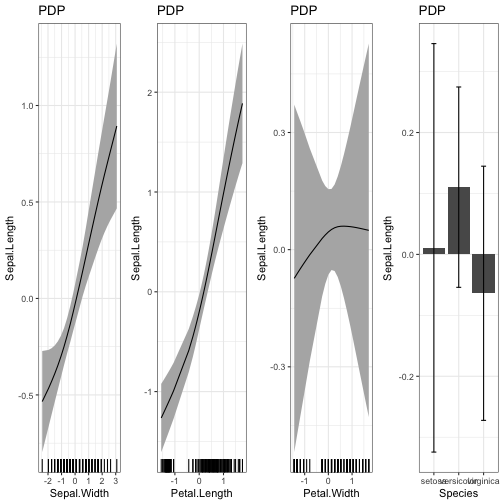 PDP
PDP
PDP
PDP
Sepal.Length
1.0
0.5
0.0
-0.5
-2 -1 0 1 2 3
Sepal.Width
Sepal.Length
2
1
0
-1
-1 0 1
Petal.Length
Sepal.Length
0.3
0.0
-0.3
-1 0 1
Petal.Width
Sepal.Length
0.2
0.0
-0.2
setosa versicolor virginica
Species